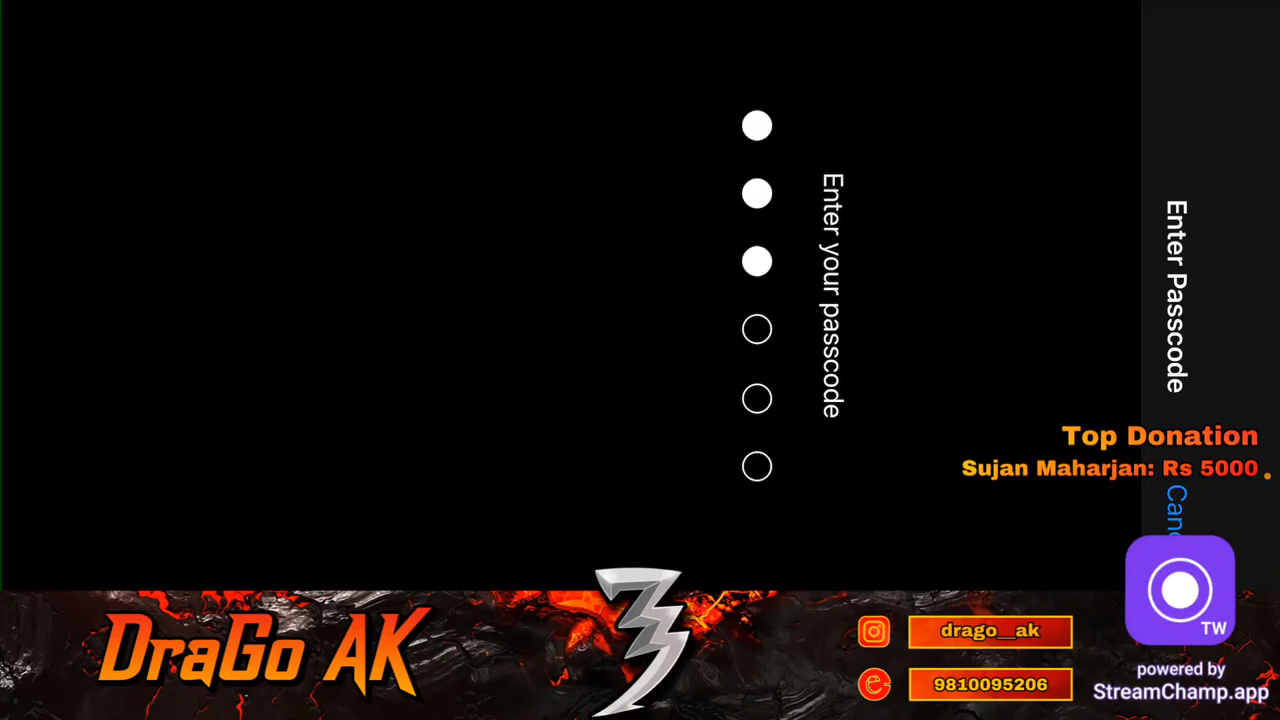 Enter Passcode
Enter your passcode
Top Donation
Sujan Maharjan: Rs 5000
Canc
DraGo AK
drago__ak
9810095206
TW
powered by
StreamChamp.app